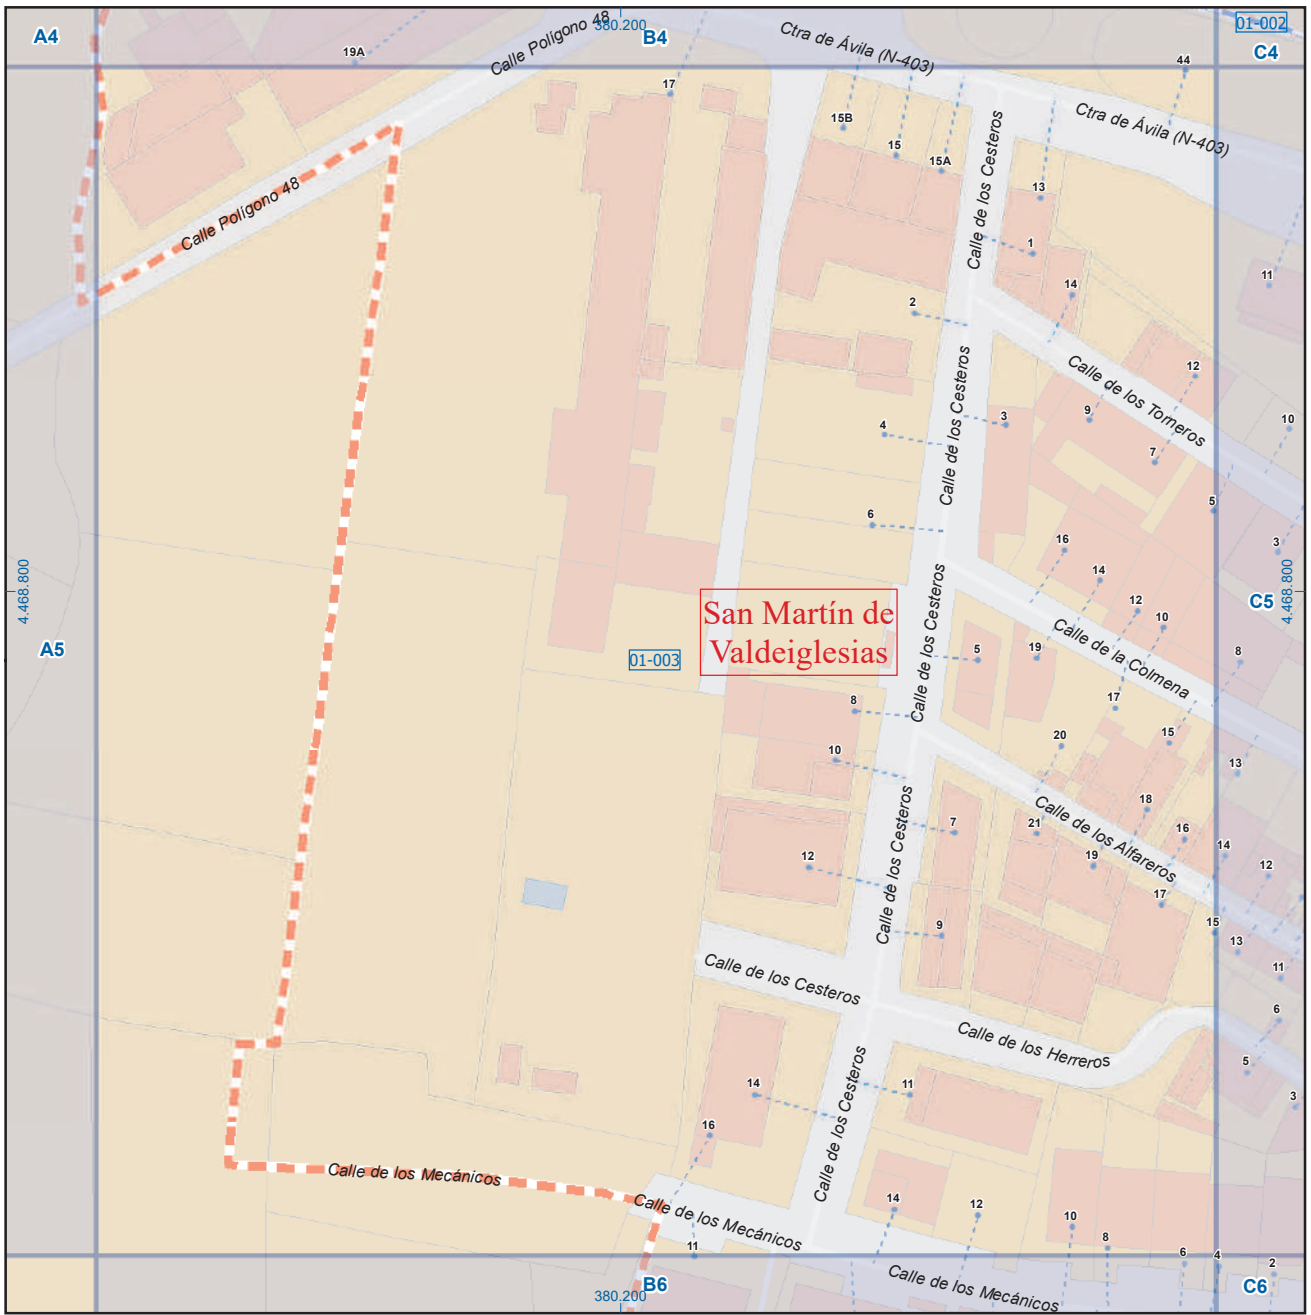 A4
19A
Calle Polígono 48
380.200
B4
Ctra de Ávila (N-403)
01-002
C4
44
17
15B
15
15A
Ctra de Ávila (N-403)
Calle de los Cesteros
13
Calle Polígono 48
1
14
11
2
Calle de los Torneros
12
Calle de los Cesteros
9
3
10
4
7
5
6
16
3
14
4.468.800
12
10
C5
4.468.800
San Martín de
Valdeiglesias
01-003
A5
Calle de los Cesteros
Calle de la Colmena
5
19
8
8
17
10
20
15
13
18
Calle de los Alfareros
7
21
16
Calle de los Cesteros
12
19
14
12
17
9
15
13
11
Calle de los Cesteros
6
Calle de los Herreros
5
Calle de los Cesteros
14
11
3
16
Calle de los Mecánicos
Calle de los Mecánicos
14
12
10
8
11
6
4
2
B6
380.200
Calle de los Mecánicos
C6